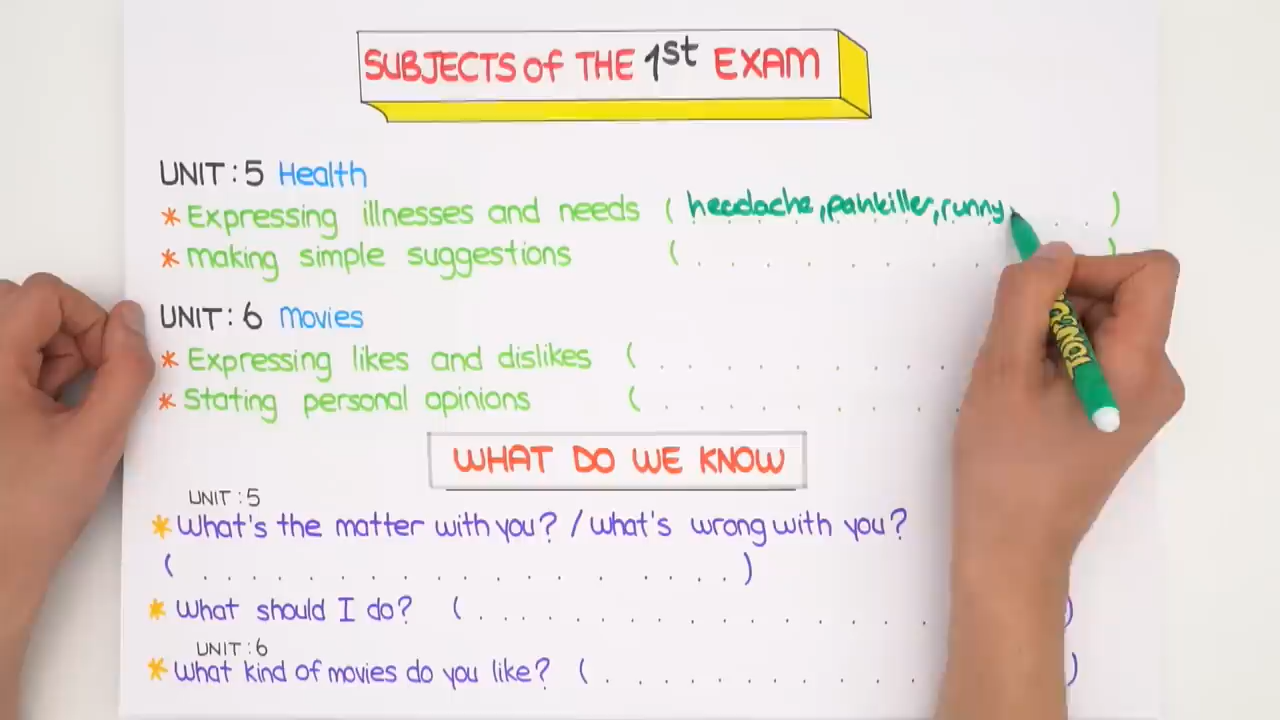 SUBJECTS of THE 1st EXAM
UNIT : 5 Health
* Expressing illnesses and needs ( headache, painkiller, runny . . . )
* making simple suggestions ( . . . . . . . )
UNIT : 6 Movies
* Expressing likes and dislikes ( . . . . . . . .
* Stating personal opinions ( . . . . . . . .
WHAT DO WE KNOW
UNIT : 5
* What's the matter with you? / what's wrong with you?
( . . . . . . . . . . . . . . . . . )
* What should I do? ( . . . . . . . . . . . . . )
UNIT : 6
* What kind of movies do you like? ( . . . . . . . . . )